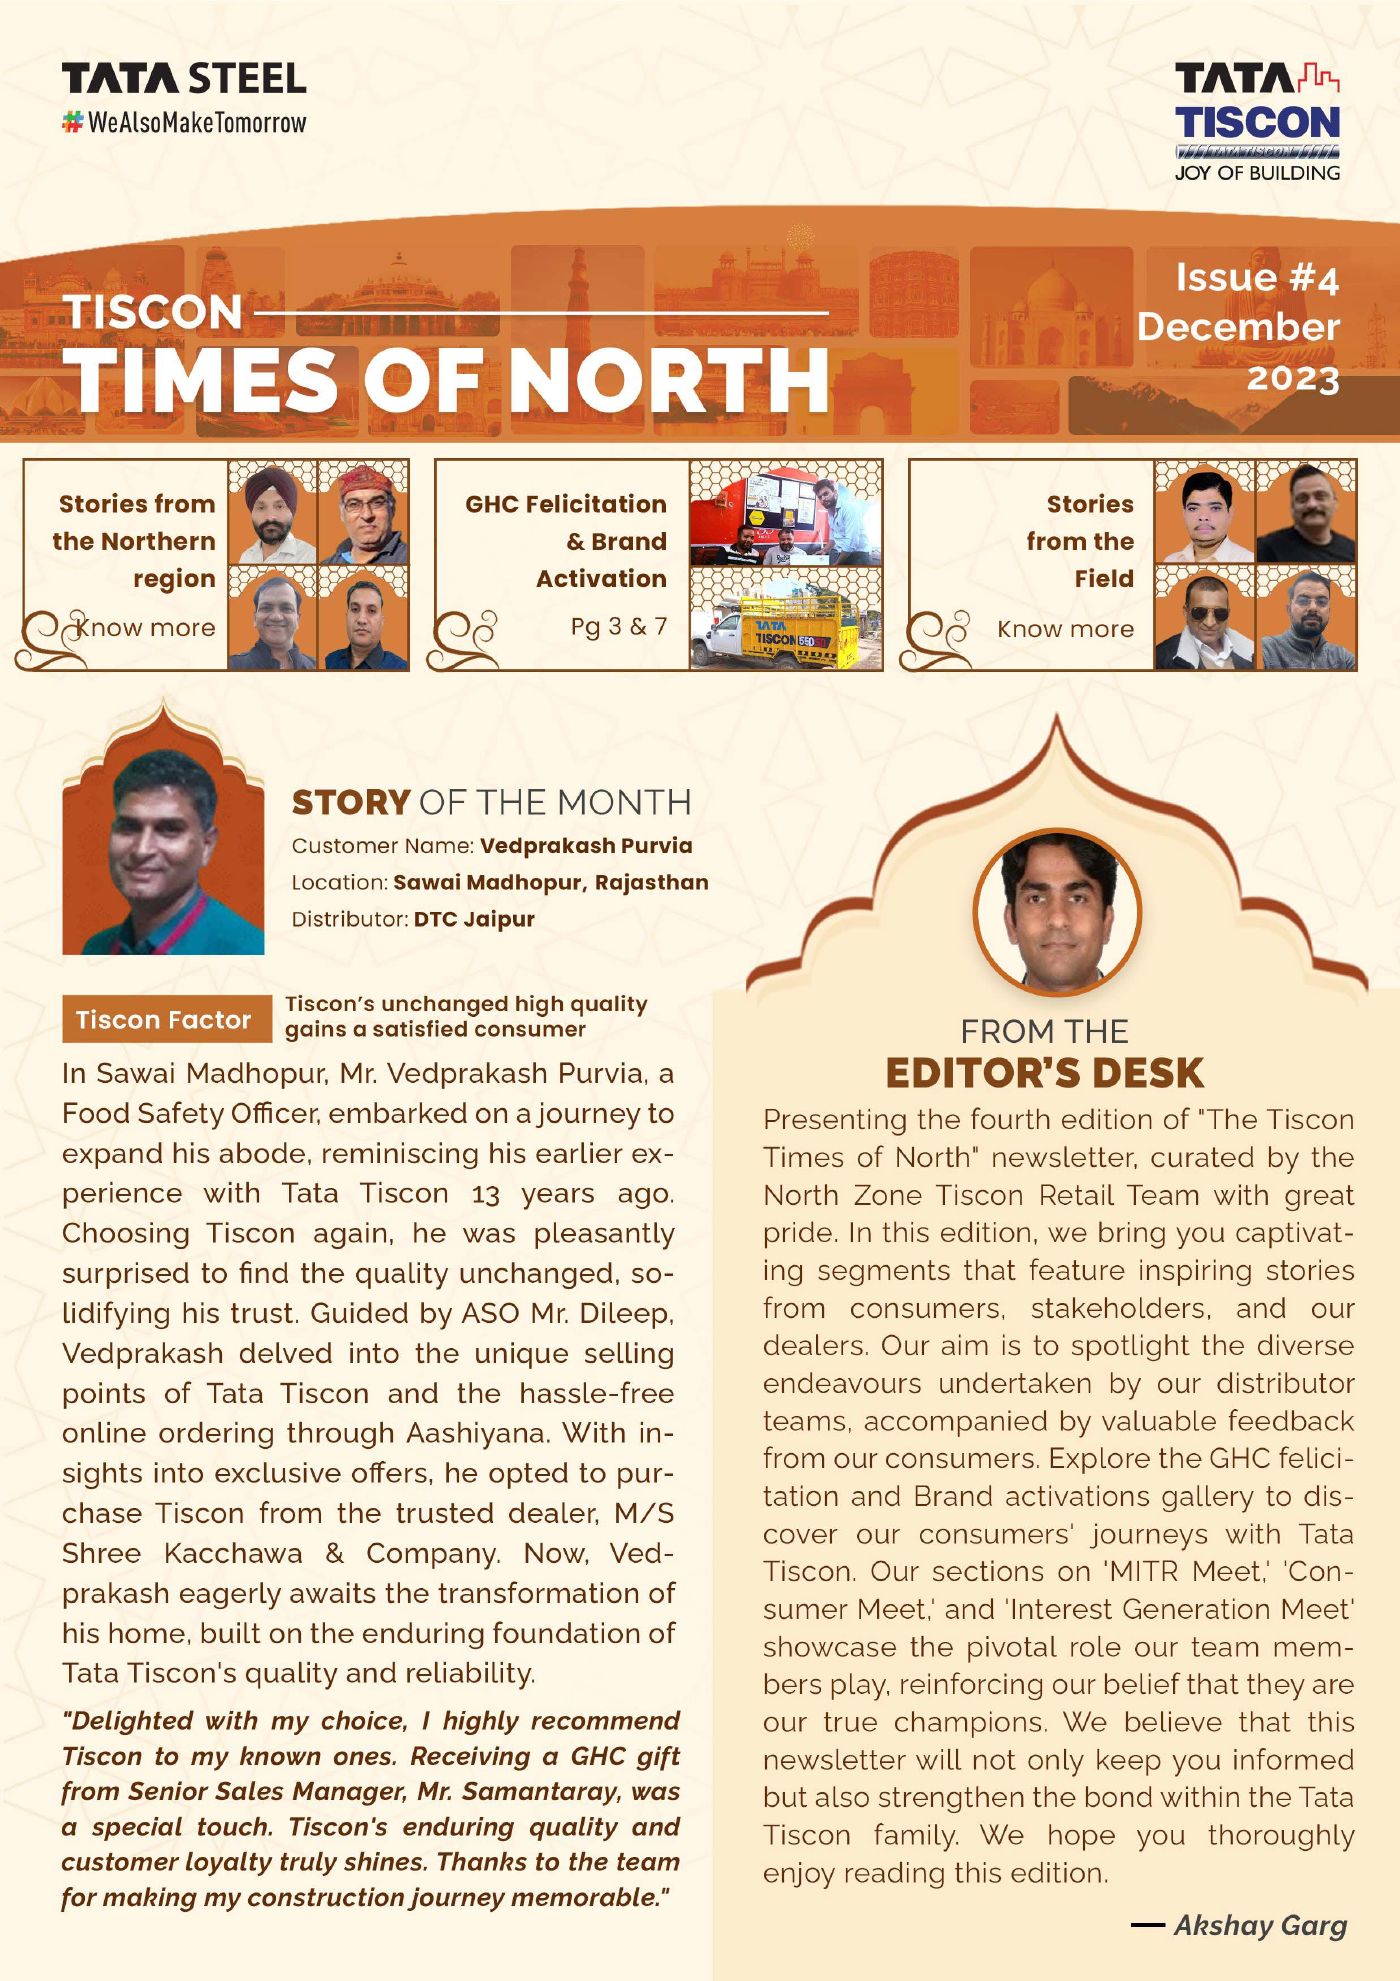 TATA STEEL
#WeAlsoMakeTomorrow
TATA
TISCON
TATA TISCON
JOY OF BUILDING
TISCON
TIMES OF NORTH
Issue #4
December
2023
Stories from
the Northern
region
Know more
GHC Felicitation
& Brand
Activation
Pg 3 & 7
TATA
TISCON 550SD
Stories
from the
Field
Know more
STORY OF THE MONTH
Customer Name: Vedprakash Purvia
Location: Sawai Madhopur, Rajasthan
Distributor: DTC Jaipur
Tiscon Factor
Tiscon's unchanged high quality
gains a satisfied consumer
In Sawai Madhopur, Mr. Vedprakash Purvia, a
Food Safety Officer, embarked on a journey to
expand his abode, reminiscing his earlier ex-
perience with Tata Tiscon 13 years ago.
Choosing Tiscon again, he was pleasantly
surprised to find the quality unchanged, so-
lidifying his trust. Guided by ASO Mr. Dileep,
Vedprakash delved into the unique selling
points of Tata Tiscon and the hassle-free
online ordering through Aashiyana. With in-
sights into exclusive offers, he opted to pur-
chase Tiscon from the trusted dealer, M/S
Shree Kacchawa & Company. Now, Ved-
prakash eagerly awaits the transformation of
his home, built on the enduring foundation of
Tata Tiscon's quality and reliability.
"Delighted with my choice, I highly recommend
Tiscon to my known ones. Receiving a GHC gift
from Senior Sales Manager, Mr. Samantaray, was
a special touch. Tiscon's enduring quality and
customer loyalty truly shines. Thanks to the team
for making my construction journey memorable."
FROM THE
EDITOR'S DESK
Presenting the fourth edition of "The Tiscon
Times of North" newsletter, curated by the
North Zone Tiscon Retail Team with great
pride. In this edition, we bring you captivat-
ing segments that feature inspiring stories
from consumers, stakeholders, and our
dealers. Our aim is to spotlight the diverse
endeavours undertaken by our distributor
teams, accompanied by valuable feedback
from our consumers. Explore the GHC felici-
tation and Brand activations gallery to dis-
cover our consumers' journeys with Tata
Tiscon. Our sections on 'MITR Meet,' 'Con-
sumer Meet,' and 'Interest Generation Meet'
showcase the pivotal role our team mem-
bers play, reinforcing our belief that they are
our true champions. We believe that this
newsletter will not only keep you informed
but also strengthen the bond within the Tata
Tiscon family. We hope you thoroughly
enjoy reading this edition.
— Akshay Garg